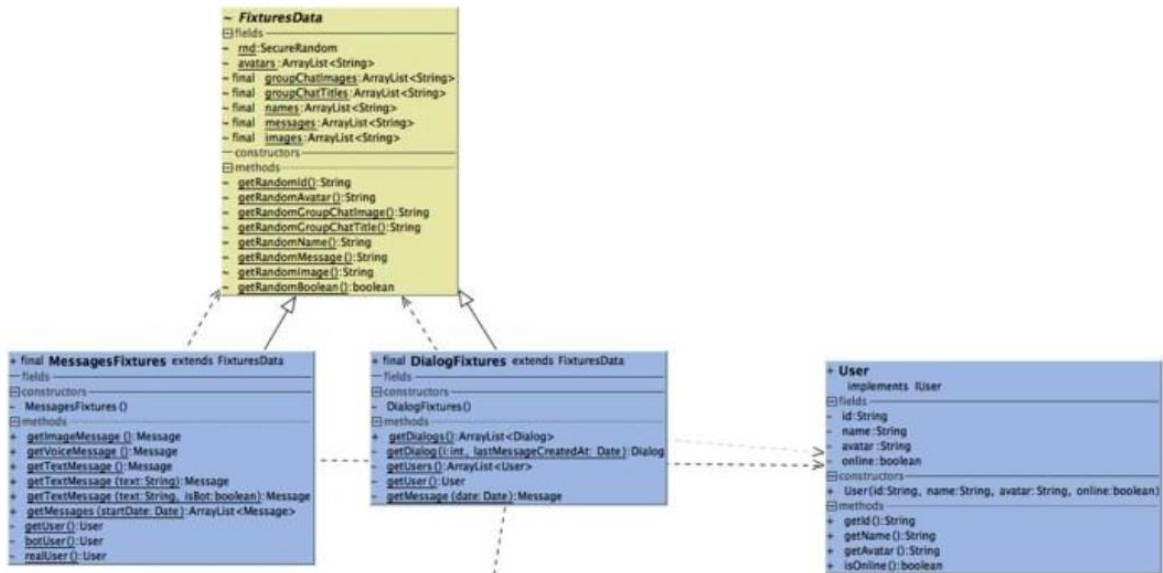 ~ FixturesData
fields
~ rnd:SecureRandom
~ avatars:ArrayList<String>
~ final groupChatImages:ArrayList<String>
~ final groupChatTitles:ArrayList<String>
~ final names:ArrayList<String>
~ final messages:ArrayList<String>
~ final images:ArrayList<String>
constructors
methods
~ getRandomId():String
~ getRandomAvatar():String
~ getRandomGroupChatImage():String
~ getRandomGroupChatTitle():String
~ getRandomName():String
~ getRandomMessage():String
~ getRandomImage():String
~ getRandomBoolean():boolean
+ final MessagesFixtures extends FixturesData
fields
constructors
- MessagesFixtures()
methods
+ getImageMessage():Message
+ getVoiceMessage():Message
+ getTextMessage():Message
+ getTextMessage(text:String):Message
+ getTextMessage(text:String, isBot:boolean):Message
+ getMessages(startDate:Date):ArrayList<Message>
- getUser():User
- botUser():User
- realUser():User
+ final DialogFixtures extends FixturesData
fields
constructors
- DialogFixtures()
methods
+ getDialogs():ArrayList<Dialog>
- getDialog(i:int, lastMessageCreatedAt: Date):Dialog
- getUsers():ArrayList<User>
- getUser():User
- getMessage(date:Date):Message
+ User
implements IUser
fields
- id:String
- name:String
- avatar:String
- online:boolean
constructors
+ User(id:String, name:String, avatar:String, online:boolean)
methods
+ getId():String
+ getName():String
+ getAvatar():String
+ isOnline():boolean